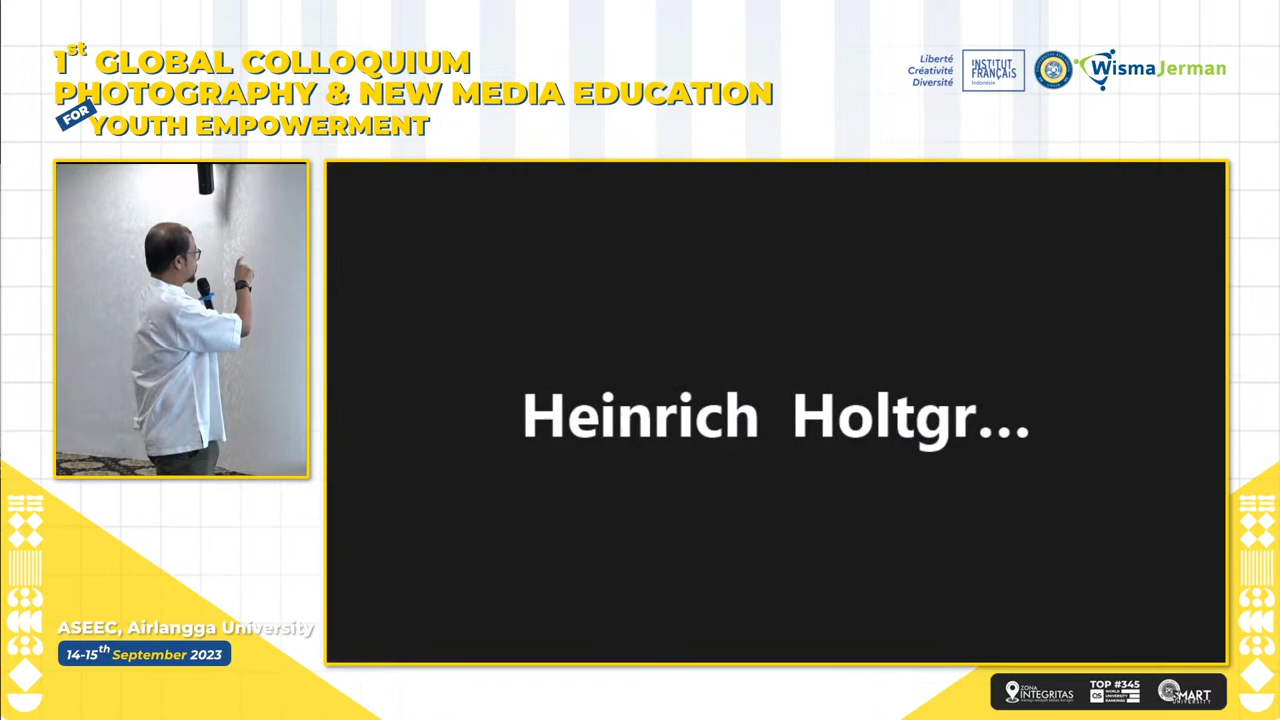 1st GLOBAL COLLOQUIUM
PHOTOGRAPHY & NEW MEDIA EDUCATION
FOR YOUTH EMPOWERMENT
Liberté
Créativité
Diversité
INSTITUT
FRANÇAIS
Indonésie
WismaJerman
Heinrich Holtgr...
ASEEC, Airlangga University
14-15th September 2023
ZONA
INTEGRITAS
TOP #345
QS WORLD
UNIVERSITY
RANKINGS
SMART
UNIVERSITY